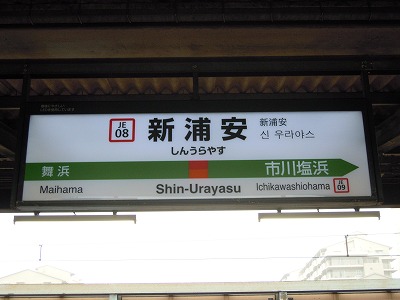 JE
08
新浦安
しんうらやす
新浦安
신 우라야스
舞浜
市川塩浜
Maihama
Shin-Urayasu
Ichikawashiohama
JE
09